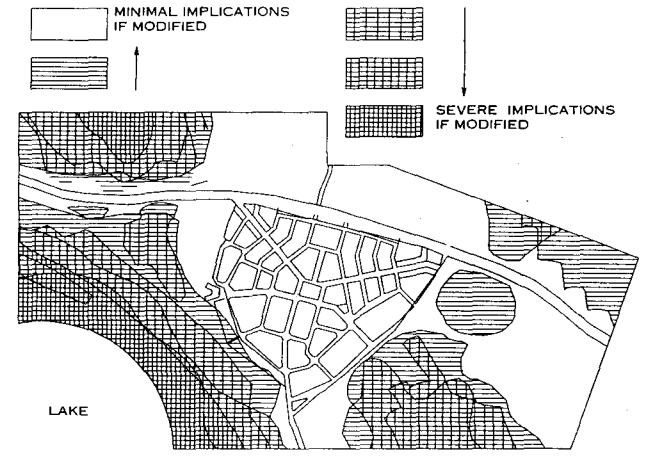 MINIMAL IMPLICATIONS
IF MODIFIED
SEVERE IMPLICATIONS
IF MODIFIED
LAKE